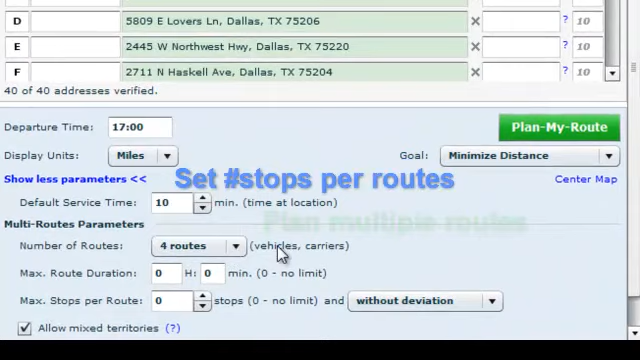 D 5809 E Lovers Ln, Dallas, TX 75206 ? 10
E 2445 W Northwest Hwy, Dallas, TX 75220 ? 10
F 2711 N Haskell Ave, Dallas, TX 75204 ? 10
40 of 40 addresses verified.
Departure Time: 17:00 Plan-My-Route
Display Units: Miles Goal: Minimize Distance
Show less parameters << Set #stops per routes Center Map
Default Service Time: 10 min. (time at location)
Plan multiple routes
Multi-Routes Parameters
Number of Routes: 4 routes (vehicles, carriers)
Max. Route Duration: 0 H: 0 min. (0 - no limit)
Max. Stops per Route: 0 stops (0 - no limit) and without deviation
Allow mixed territories (?)